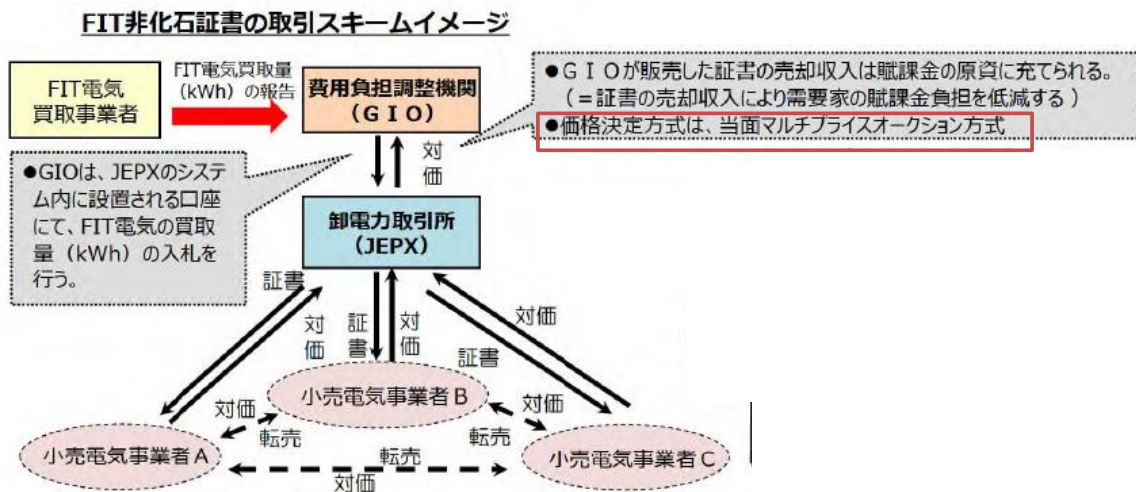 FIT非化石証書の取引スキームイメージ
FIT電気
買取事業者
FIT電気買取量
（kWh）の報告
費用負担調整機関
（GIO）
●ＧＩＯが販売した証書の売却収入は賦課金の原資に充てられる。
（＝証書の売却収入により需要家の賦課金負担を低減する）
●価格決定方式は、当面マルチプライスオークション方式
●GIOは、JEPXのシステ
ム内に設置される口座
にて、FIT電気の買取
量（kWh）の入札を
行う。
対
価
卸電力取引所
（JEPX）
証書
対
価
証
書
対
価
証書
対価
小売電気事業者Ｂ
対価
転売
対価
転売
小売電気事業者Ａ
転売
対価
小売電気事業者Ｃ